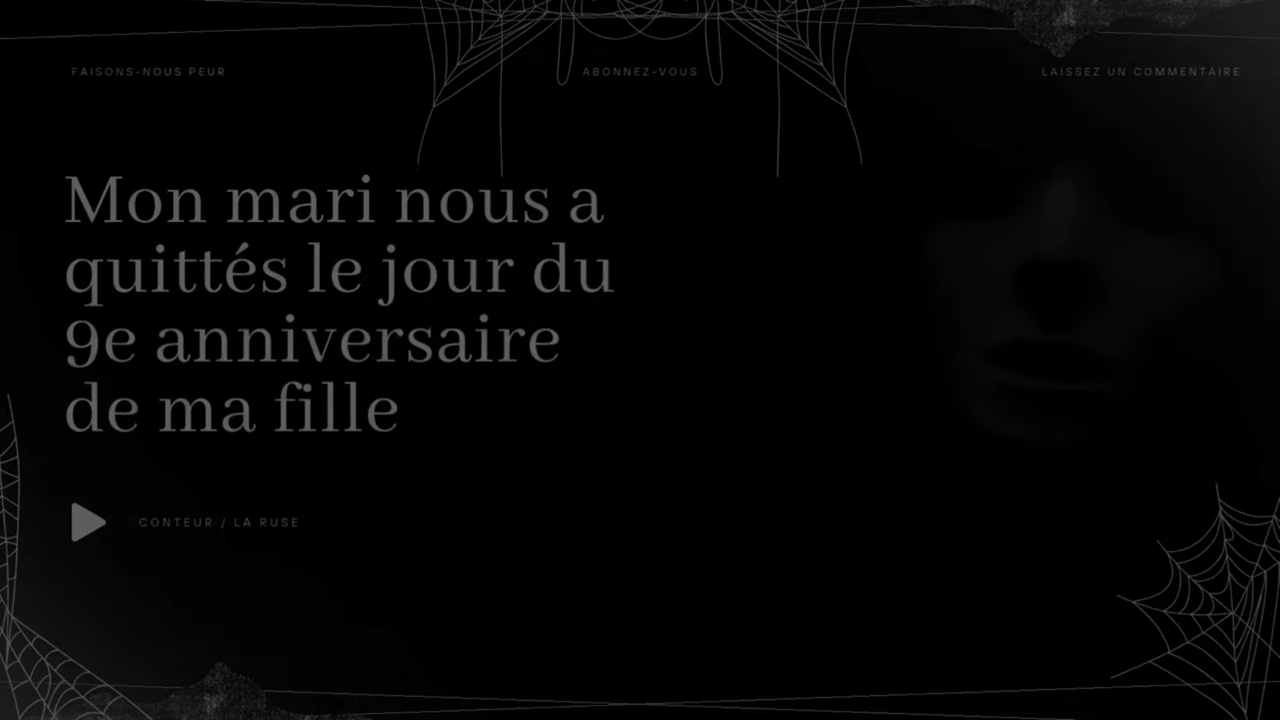 FAISONS-NOUS PEUR
ABONNEZ-VOUS
LAISSEZ UN COMMENTAIRE
Mon mari nous a
quittés le jour du
9e anniversaire
de ma fille
CONTEUR / LA RUSE